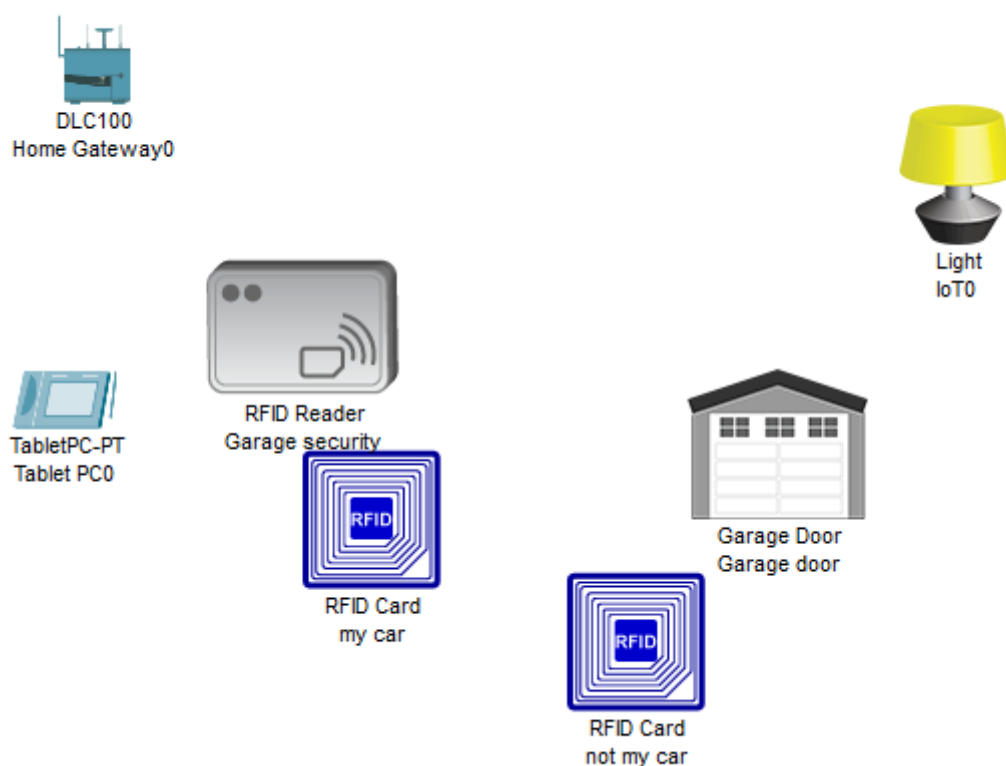 DLC100
Home Gateway0
Light
IoT0
RFID Reader
Garage security
TabletPC-PT
Tablet PC0
RFID
RFID Card
my car
Garage Door
Garage door
RFID
RFID Card
not my car